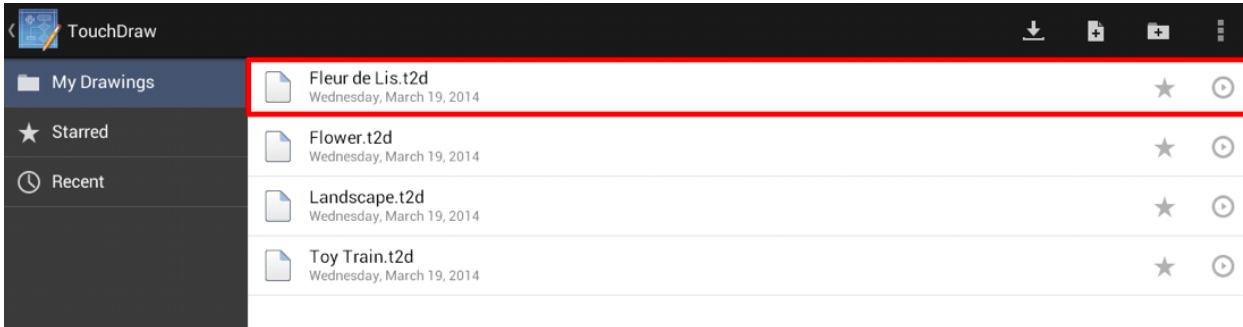 TouchDraw
My Drawings
Starred
Recent
Fleur de Lis.t2d
Wednesday, March 19, 2014
Flower.t2d
Wednesday, March 19, 2014
Landscape.t2d
Wednesday, March 19, 2014
Toy Train.t2d
Wednesday, March 19, 2014